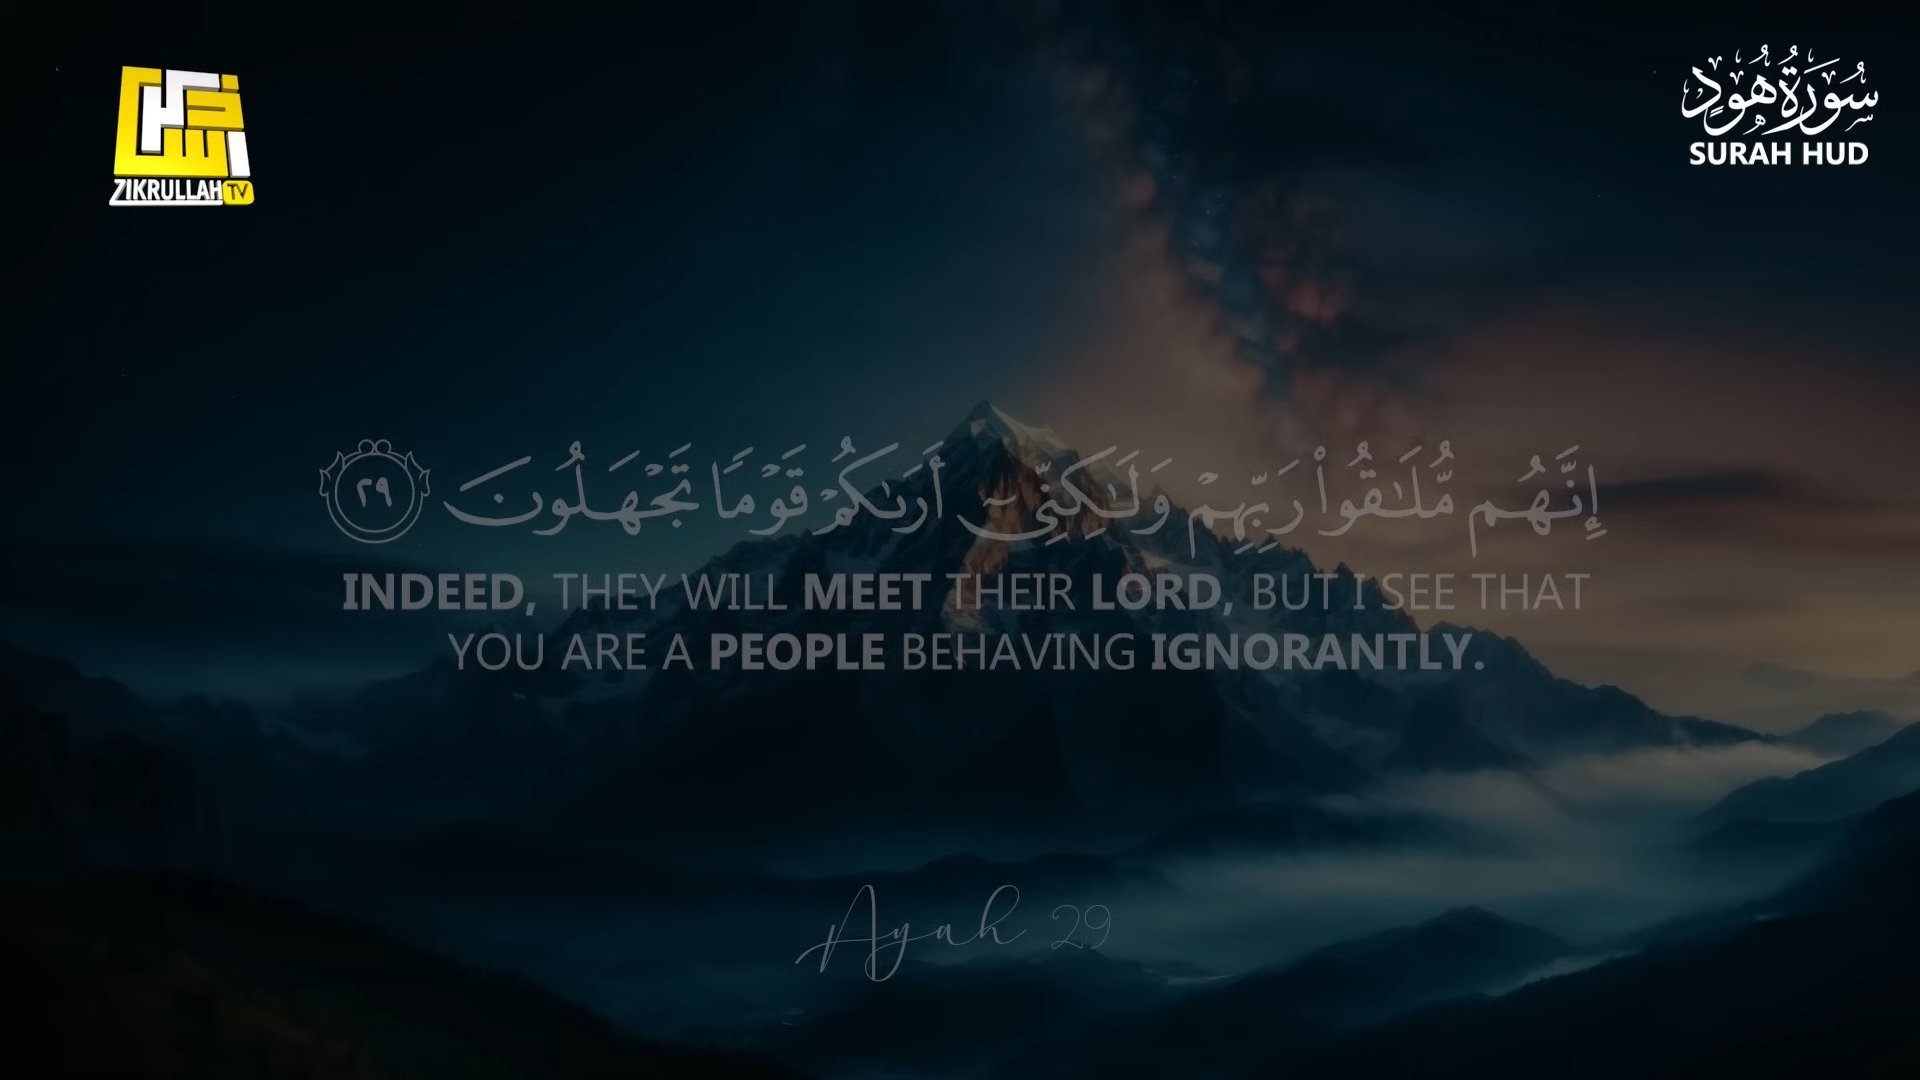 ZIKRULLAH TV
سُورَةُ هُودٍ
SURAH HUD
إِنَّهُم مُّلَـٰقُوا۟ رَبِّهِمْ وَلَـٰكِنِّىٓ أَرَىٰكُمْ قَوْمًا تَجْهَلُونَ ٢٩
INDEED, THEY WILL MEET THEIR LORD, BUT I SEE THAT
YOU ARE A PEOPLE BEHAVING IGNORANTLY.
Ayah 29